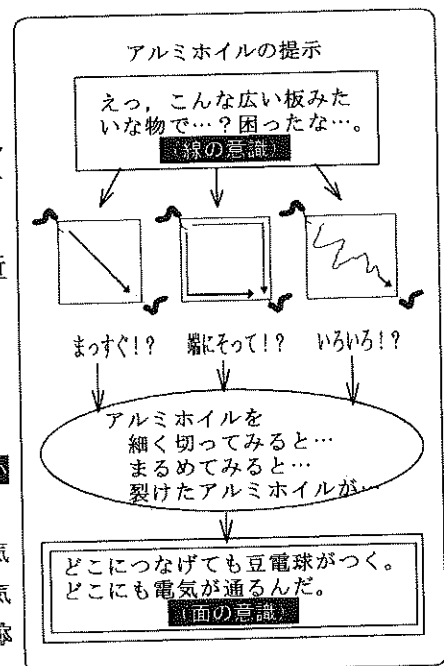 アルミホイルの提示
えっ，こんな広い板みた
いな物で…？困ったな…。
(線の意識)
まっすぐ!？ 端にそって!？ いろいろ!？
アルミホイルを
細く切ってみると…
まるめてみると…
裂けたアルミホイルが…
どこにつなげても豆電球がつく。
どこにも電気が通るんだ。
(面の意識)